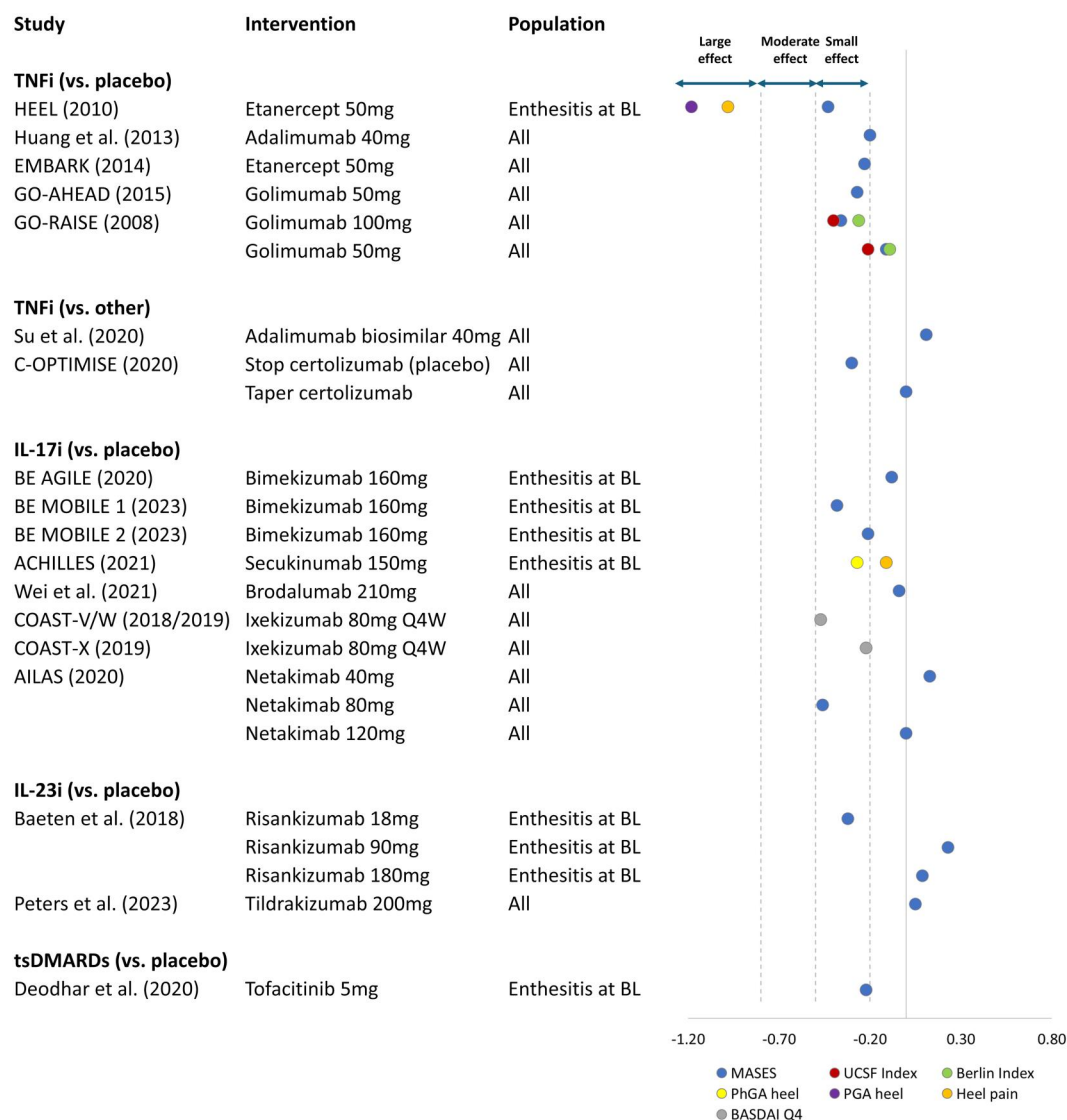 Study Intervention Population
Large effect Moderate effect Small effect
TNFi (vs. placebo)
HEEL (2010) Etanercept 50mg Enthesitis at BL
Huang et al. (2013) Adalimumab 40mg All
EMBARK (2014) Etanercept 50mg All
GO-AHEAD (2015) Golimumab 50mg All
GO-RAISE (2008) Golimumab 100mg All
Golimumab 50mg All
TNFi (vs. other)
Su et al. (2020) Adalimumab biosimilar 40mg All
C-OPTIMISE (2020) Stop certolizumab (placebo) All
Taper certolizumab All
IL-17i (vs. placebo)
BE AGILE (2020) Bimekizumab 160mg Enthesitis at BL
BE MOBILE 1 (2023) Bimekizumab 160mg Enthesitis at BL
BE MOBILE 2 (2023) Bimekizumab 160mg Enthesitis at BL
ACHILLES (2021) Secukinumab 150mg Enthesitis at BL
Wei et al. (2021) Brodalumab 210mg All
COAST-V/W (2018/2019) Ixekizumab 80mg Q4W All
COAST-X (2019) Ixekizumab 80mg Q4W All
AILAS (2020) Netakimab 40mg All
Netakimab 80mg All
Netakimab 120mg All
IL-23i (vs. placebo)
Baeten et al. (2018) Risankizumab 18mg Enthesitis at BL
Risankizumab 90mg Enthesitis at BL
Risankizumab 180mg Enthesitis at BL
Peters et al. (2023) Tildrakizumab 200mg All
tsDMARDs (vs. placebo)
Deodhar et al. (2020) Tofacitinib 5mg Enthesitis at BL
-1.20 -0.70 -0.20 0.30 0.80
MASES UCSF Index Berlin Index
PhGA heel PGA heel Heel pain
BASDAI Q4